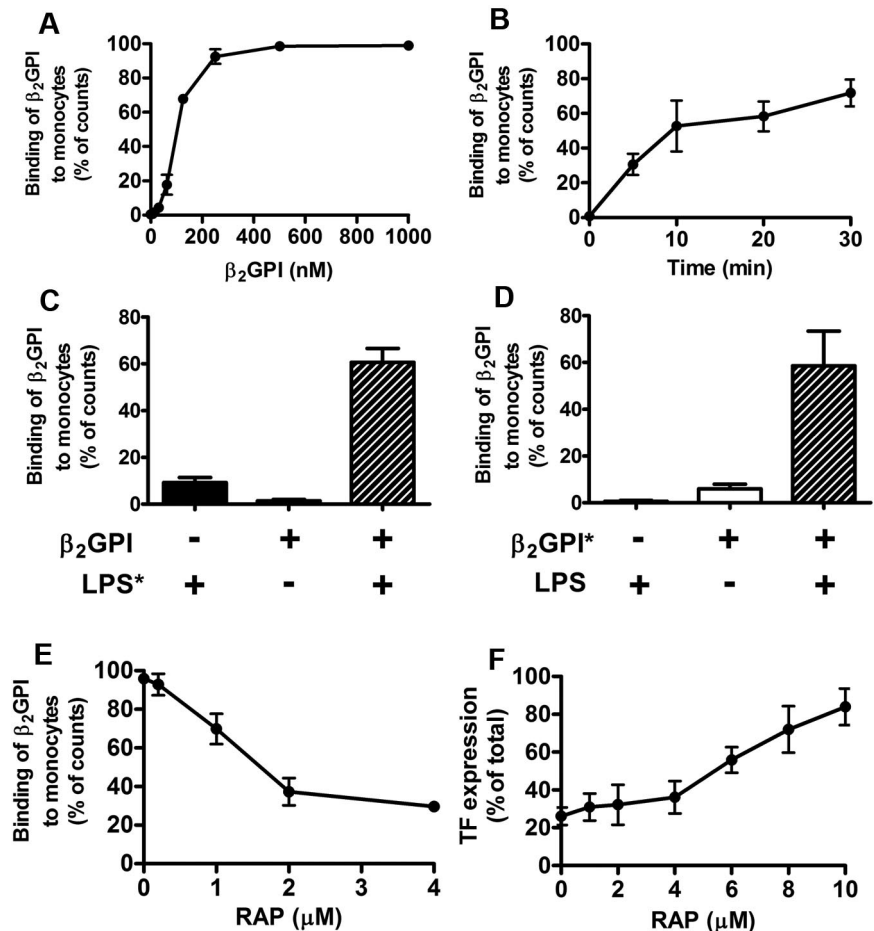 A
Binding of β₂GPI
to monocytes
(% of counts)
100
80
60
40
20
0
0 200 400 600 800 1000
β₂GPI (nM)
B
Binding of β₂GPI
to monocytes
(% of counts)
100
80
60
40
20
0
0 10 20 30
Time (min)
C
Binding of β₂GPI
to monocytes
(% of counts)
80
60
40
20
0
β₂GPI - + +
LPS* + - +
D
Binding of β₂GPI
to monocytes
(% of counts)
80
60
40
20
0
β₂GPI* - + +
LPS + - +
E
Binding of β₂GPI
to monocytes
(% of counts)
100
80
60
40
20
0
0 1 2 3 4
RAP (μM)
F
TF expression
(% of total)
100
80
60
40
20
0
0 2 4 6 8 10
RAP (μM)